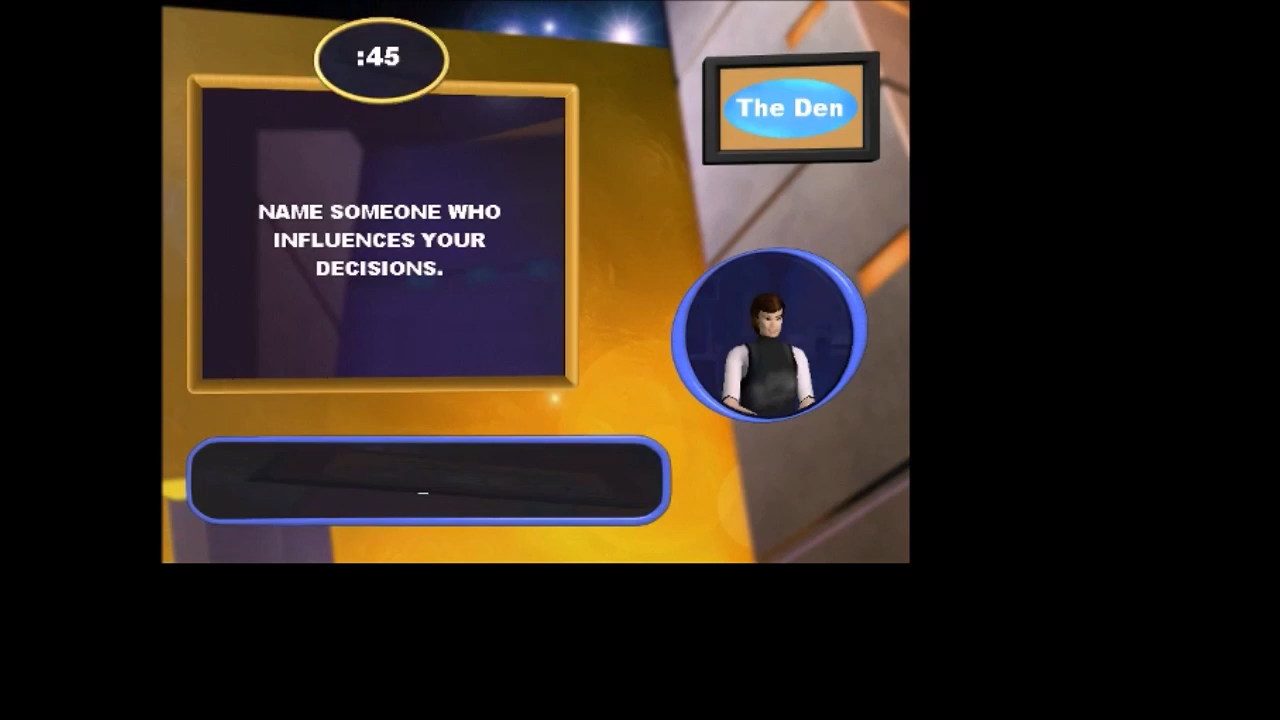 :45
The Den
NAME SOMEONE WHO
INFLUENCES YOUR
DECISIONS.
_